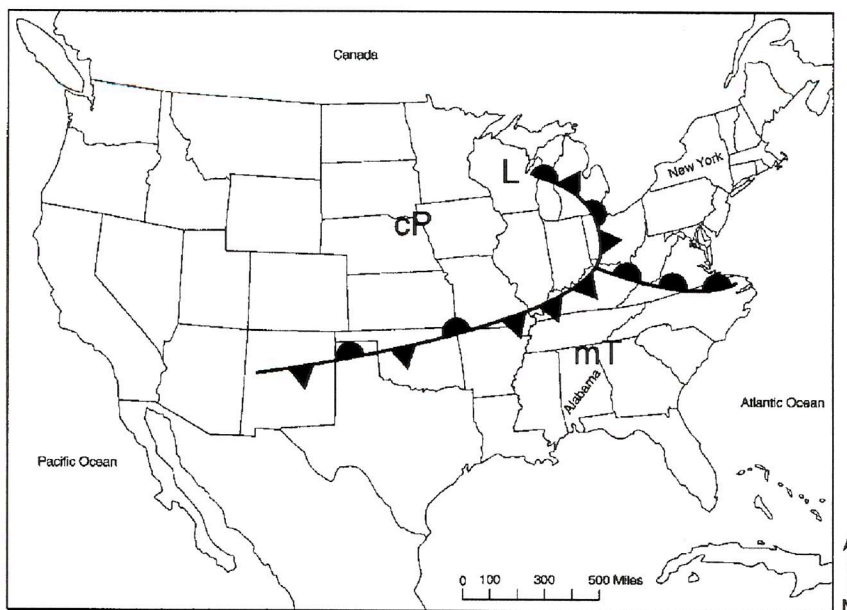 Canada
L
New York
cP
mT
Alabama
Atlantic Ocean
Pacific Ocean
0 100 300 500 Miles
A
N